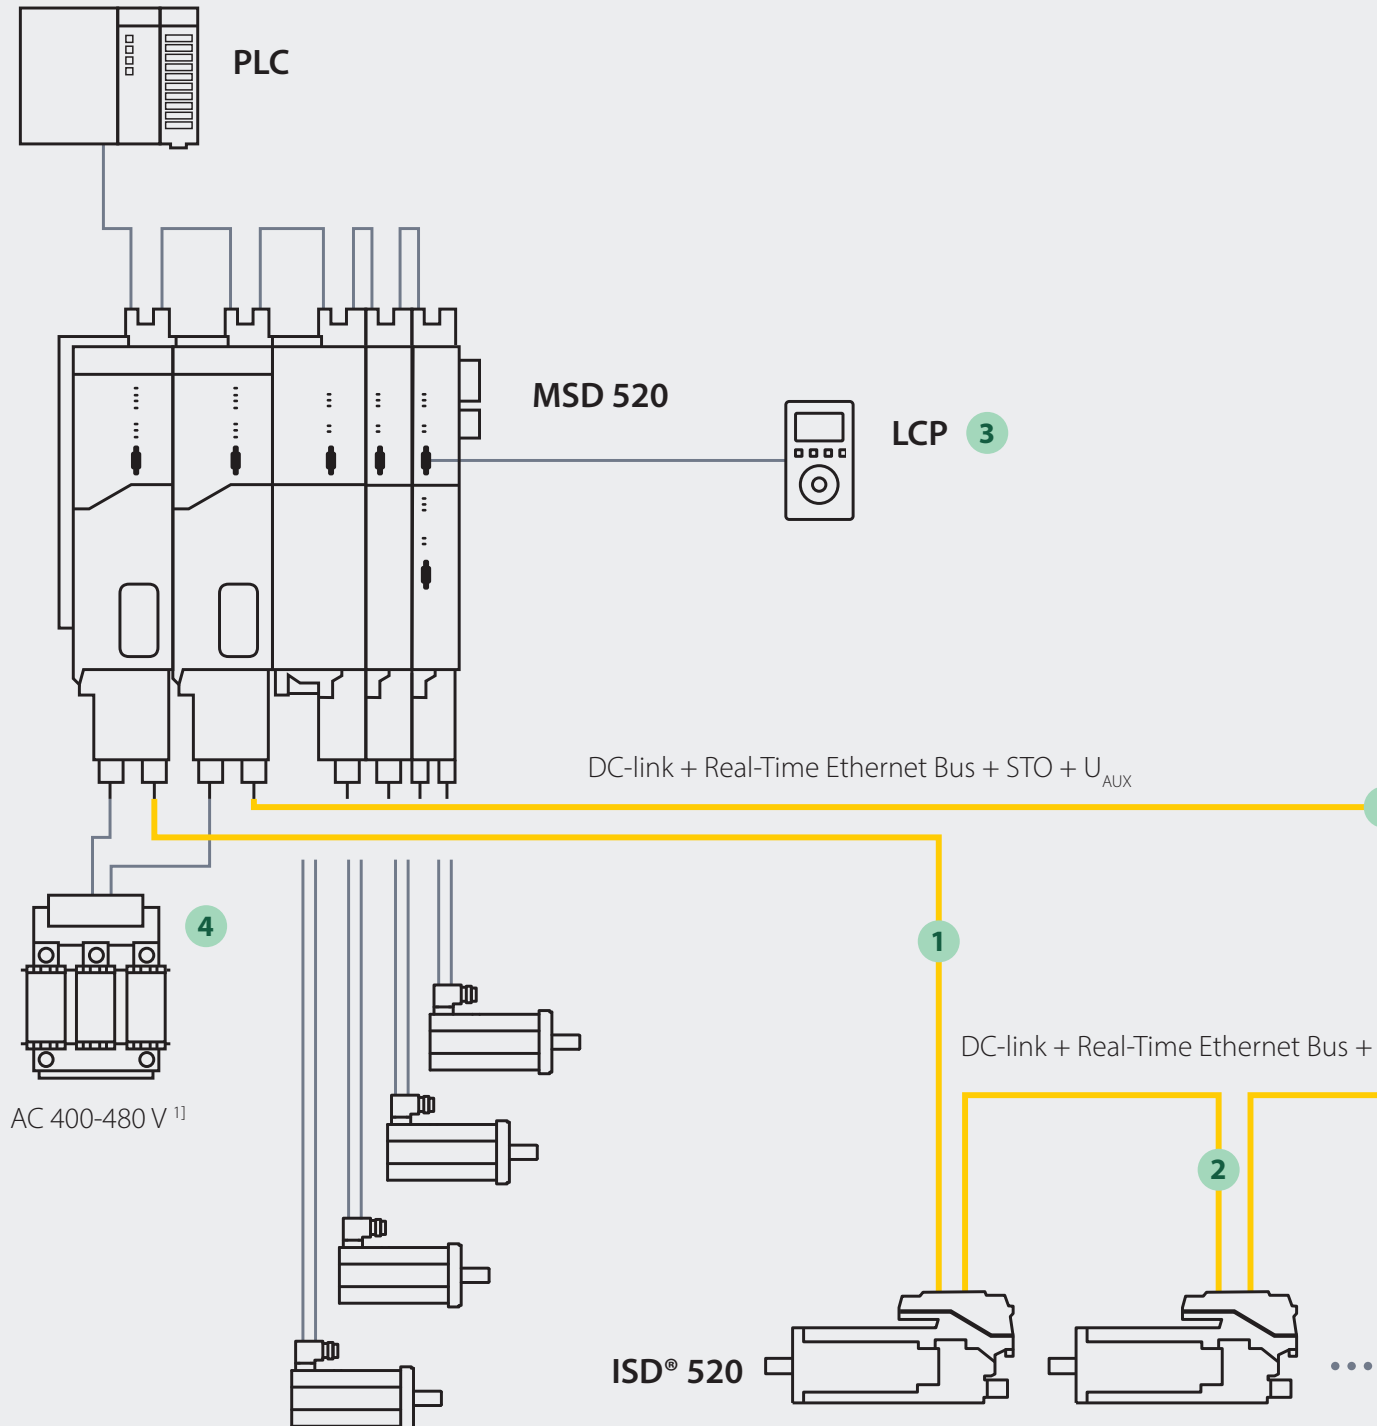 PLC
MSD 520
LCP 3
DC-link + Real-Time Ethernet Bus + STO + U_AUX
4
1
DC-link + Real-Time Ethernet Bus +
AC 400-480 V ¹]
2
ISD® 520